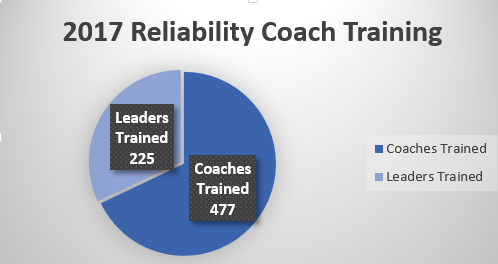 2017 Reliability Coach Training
Leaders
Trained
225
Coaches
Trained
477
Coaches Trained
Leaders Trained